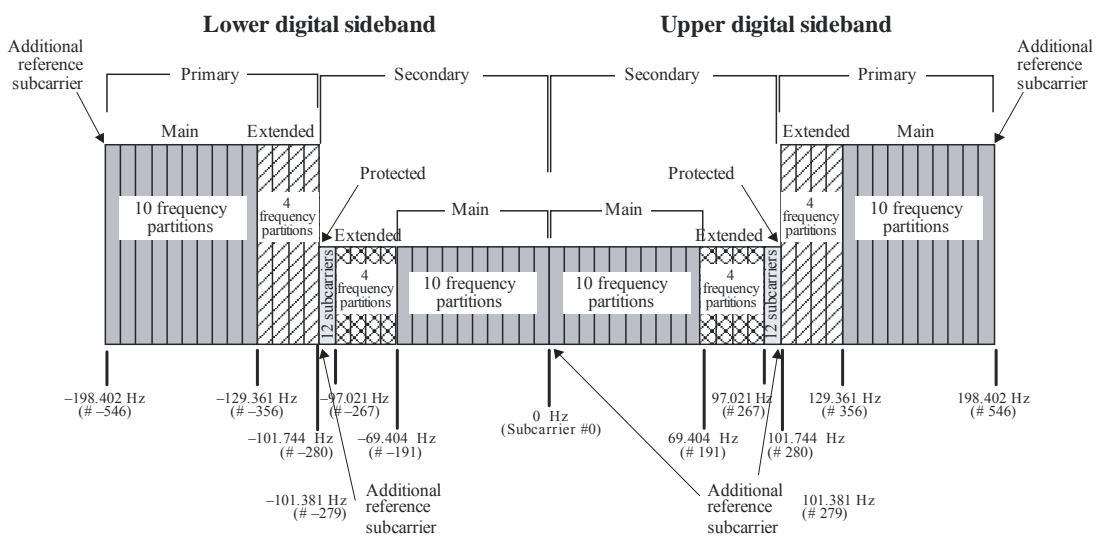 Lower digital sideband
Upper digital sideband
Additional
reference
subcarrier
Primary
Secondary
Secondary
Primary
Additional
reference
subcarrier
Main
Extended
Extended
Main
Protected
Protected
10 frequency
partitions
4
frequency
partitions
Main
Main
4
frequency
partitions
10 frequency
partitions
Extended
Extended
12 subcarriers
4
frequency
partitions
10 frequency
partitions
10 frequency
partitions
4
frequency
partitions
12 subcarriers
–198.402 Hz
(# –546)
–129.361 Hz
(# –356)
–97.021 Hz
(# –267)
0 Hz
(Subcarrier #0)
97.021 Hz
(# 267)
129.361 Hz
(# 356)
198.402 Hz
(# 546)
–101.744 Hz
(# –280)
–69.404 Hz
(# –191)
69.404 Hz
(# 191)
101.744 Hz
(# 280)
–101.381 Hz
(# –279)
Additional
reference
subcarrier
Additional
reference
subcarrier
101.381 Hz
(# 279)